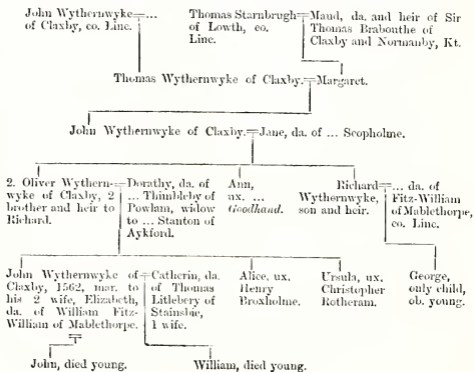 John Wythernwyke=...
of Claxby, co. Linc.
Thomas Starnbrugh=Maud, da. and heir of Sir
of Lowth, co.
Linc.
Thomas Brabouthe of
Claxby and Normanby, Kt.
Thomas Wythernwyke of Claxby.=Margaret.
John Wythernwyke of Claxby.=Jane, da. of ... Scopholme.
2. Oliver Wythern-
wyke of Claxby, 2
brother and heir to
Richard.
=Dorathy, da. of
... Thimbleby of
Powlam, widow
to ... Stanton of
Aykford.
Ann,
ux. ...
Goodhand.
Richard
Wythernwyke,
son and heir.
=... da. of
Fitz-William
of Mablethorpe,
co. Linc.
John Wythernwyke of
Claxby, 1562, mar. to
his 2 wife, Elizabeth,
da. of William Fitz-
William of Mablethorpe.
=Catherin, da.
of Thomas
Litlebery of
Stainsbie,
1 wife.
Alice, ux.
Henry
Broxholme.
Ursula, ux.
Christopher
Rotheram.
George,
only child,
ob. young.
John, died young.
William, died young.